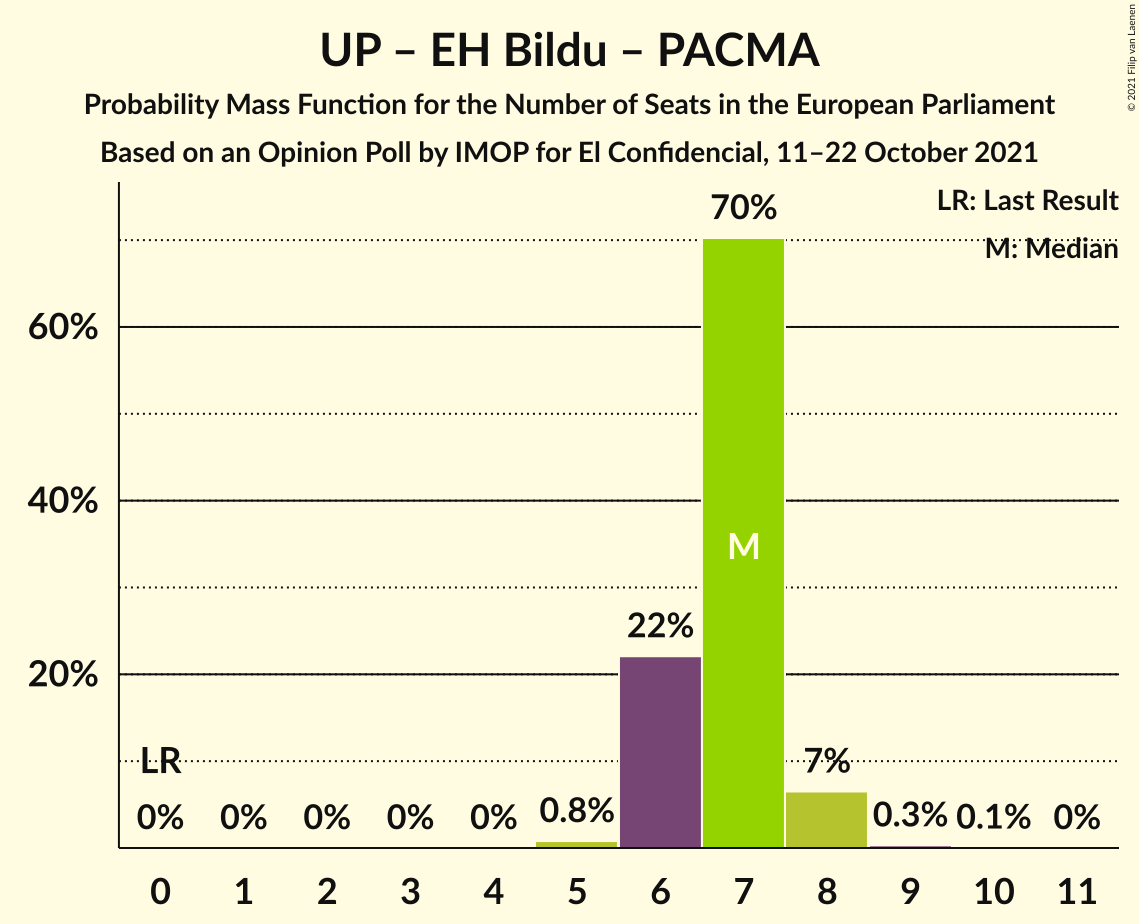 UP – EH Bildu – PACMA
Probability Mass Function for the Number of Seats in the European Parliament
Based on an Opinion Poll by IMOP for El Confidencial, 11–22 October 2021
© 2021 Filip van Laenen
LR: Last Result
M: Median
70%
60%
40%
M
22%
20%
LR
7%
0% 0% 0% 0% 0% 0.8% 0.3% 0.1% 0%
0 1 2 3 4 5 6 7 8 9 10 11